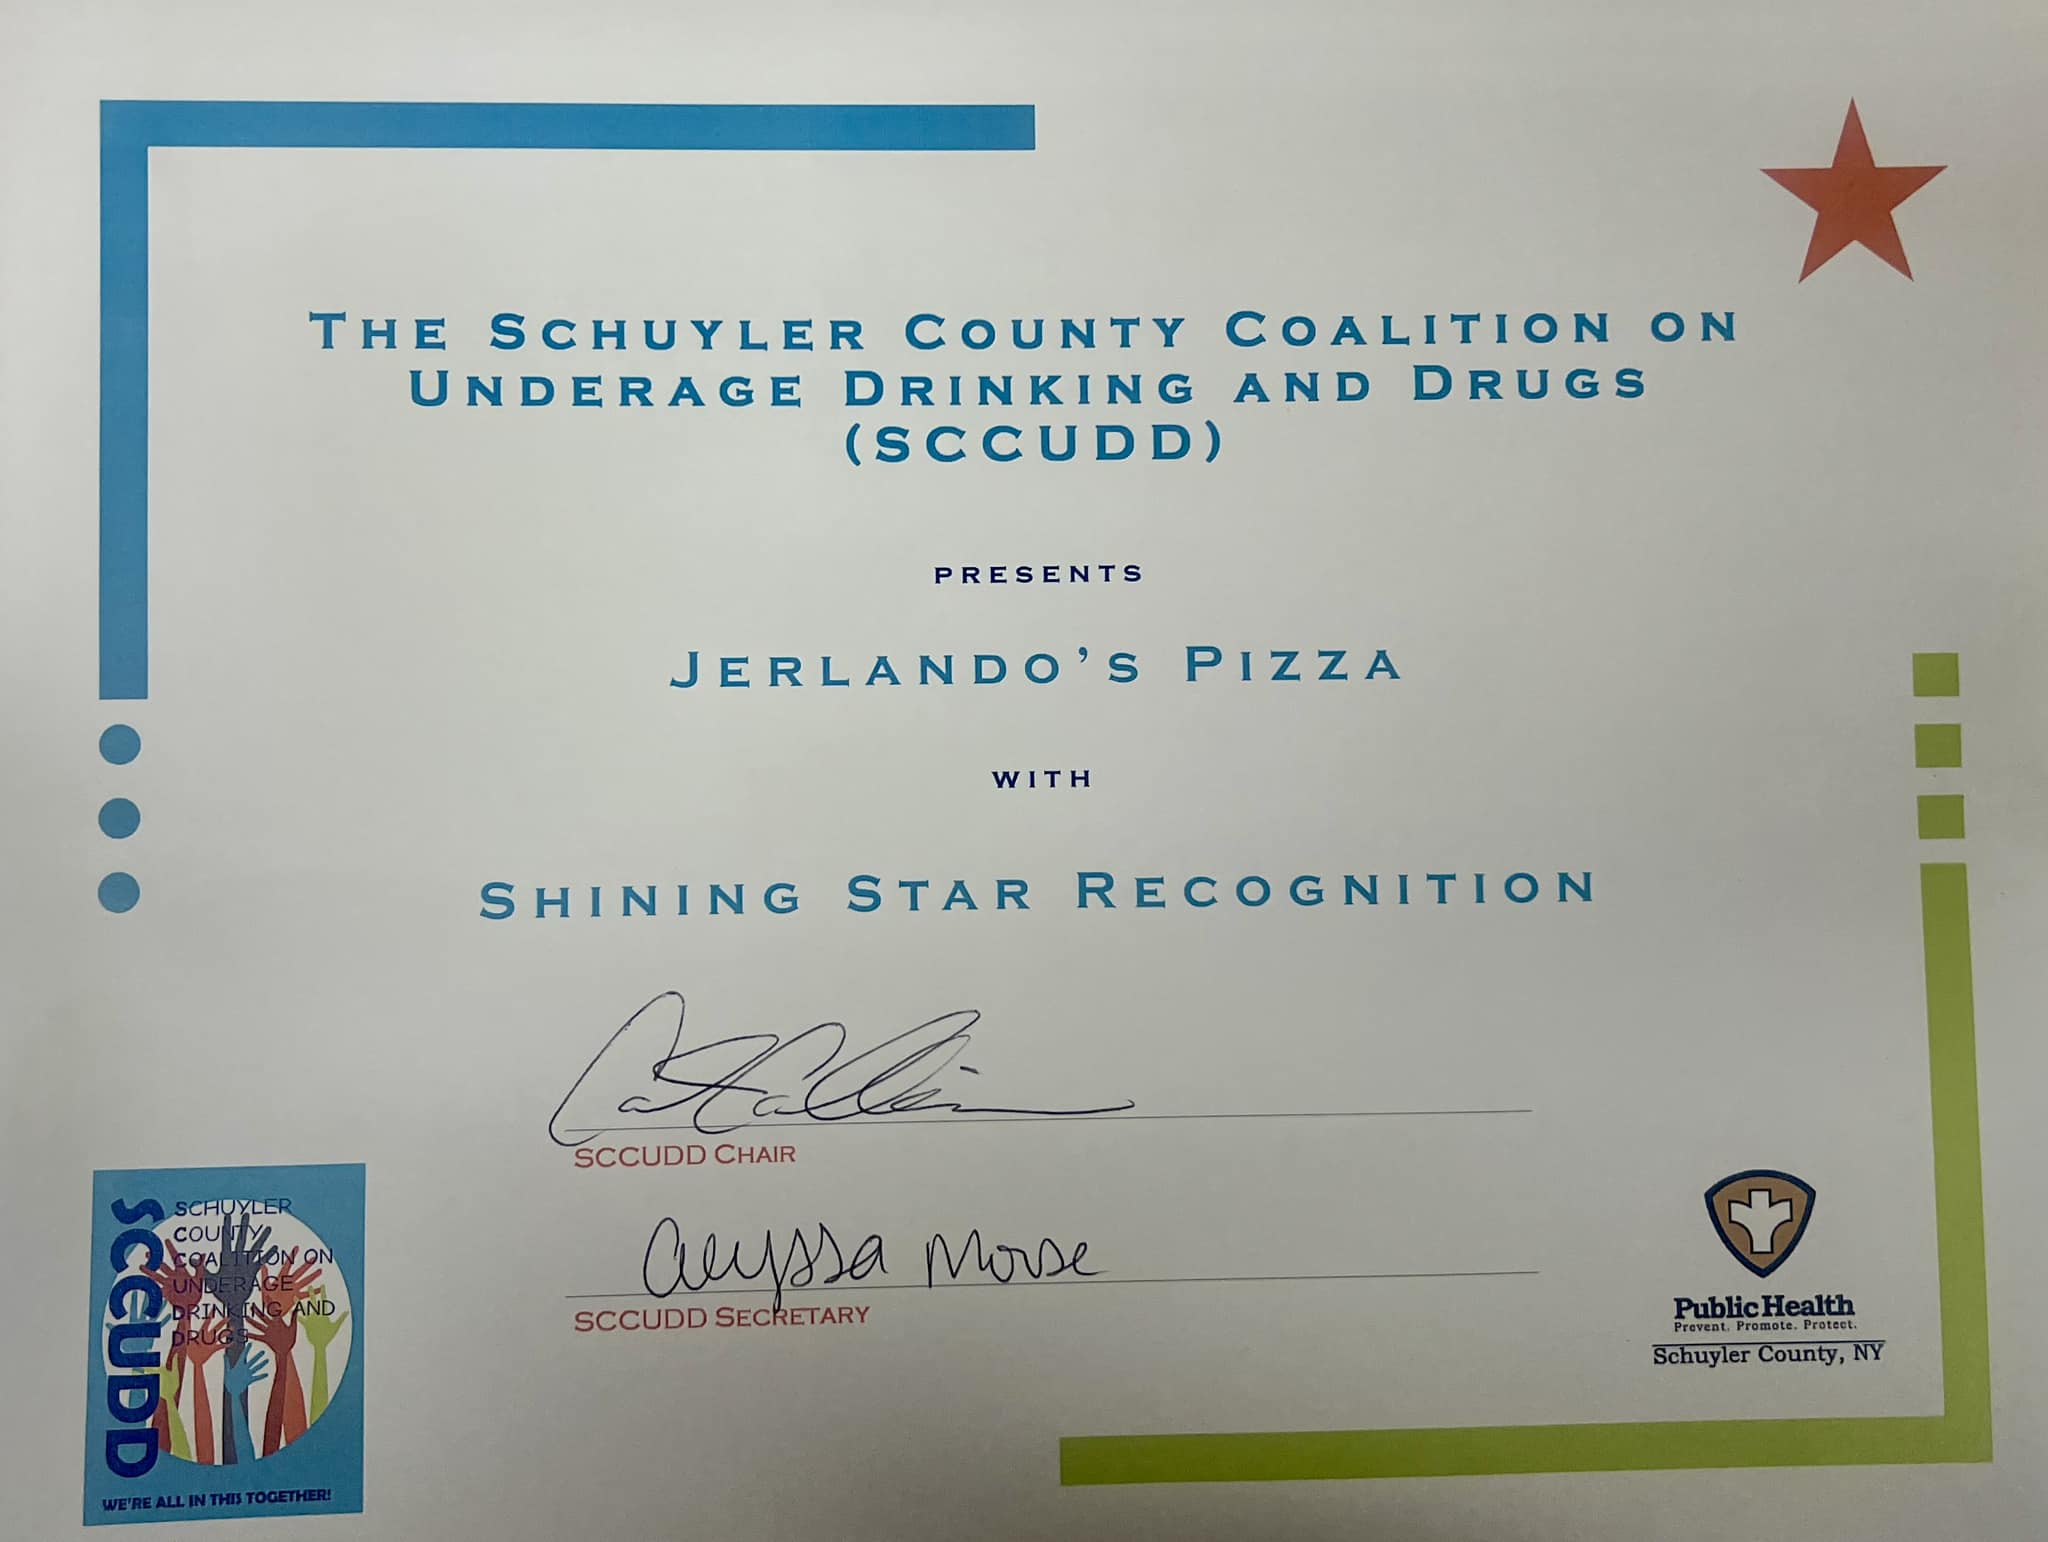 THE SCHUYLER COUNTY COALITION ON
UNDERAGE DRINKING AND DRUGS
(SCCUDD)
PRESENTS
JERLANDO'S PIZZA
WITH
SHINING STAR RECOGNITION
SCCUDD CHAIR
Alyssa Morse
SCCUDD SECRETARY
SCCUDD
SCHUYLER
COUNTY
COALITION ON
UNDERAGE
DRINKING AND
DRUGS
WE'RE ALL IN THIS TOGETHER!
Public Health
Prevent. Promote. Protect.
Schuyler County, NY